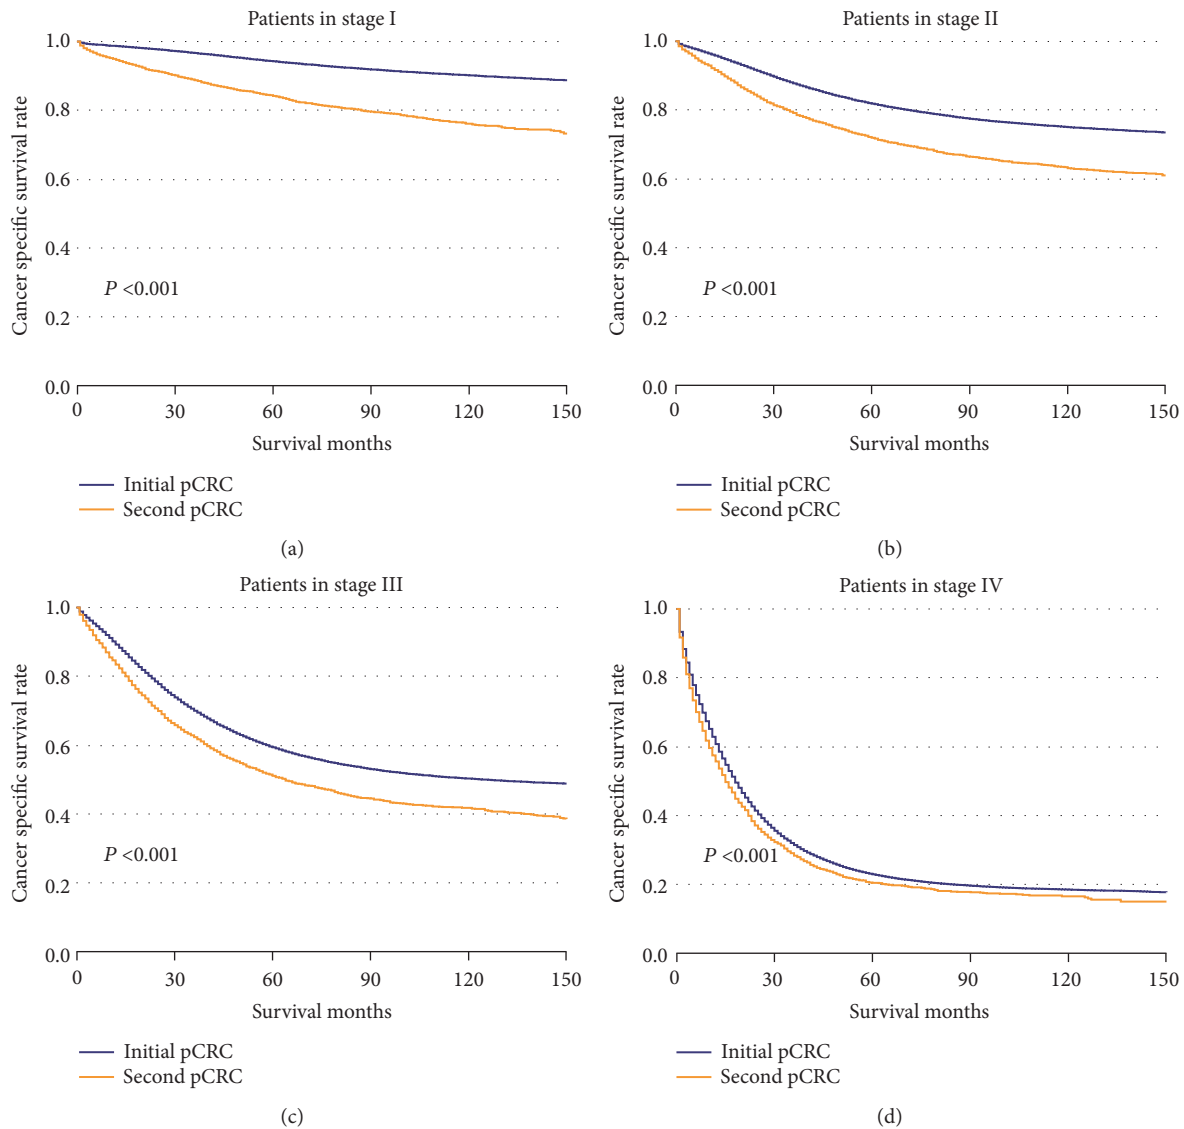 Patients in stage I
Cancer specific survival rate
1.0
0.8
0.6
0.4
0.2
0.0
P <0.001
0 30 60 90 120 150
Survival months
Initial pCRC
Second pCRC
(a)
Patients in stage II
Cancer specific survival rate
1.0
0.8
0.6
0.4
0.2
0.0
P <0.001
0 30 60 90 120 150
Survival months
Initial pCRC
Second pCRC
(b)
Patients in stage III
Cancer specific survival rate
1.0
0.8
0.6
0.4
0.2
0.0
P <0.001
0 30 60 90 120 150
Survival months
Initial pCRC
Second pCRC
(c)
Patients in stage IV
Cancer specific survival rate
1.0
0.8
0.6
0.4
0.2
0.0
P <0.001
0 30 60 90 120 150
Survival months
Initial pCRC
Second pCRC
(d)